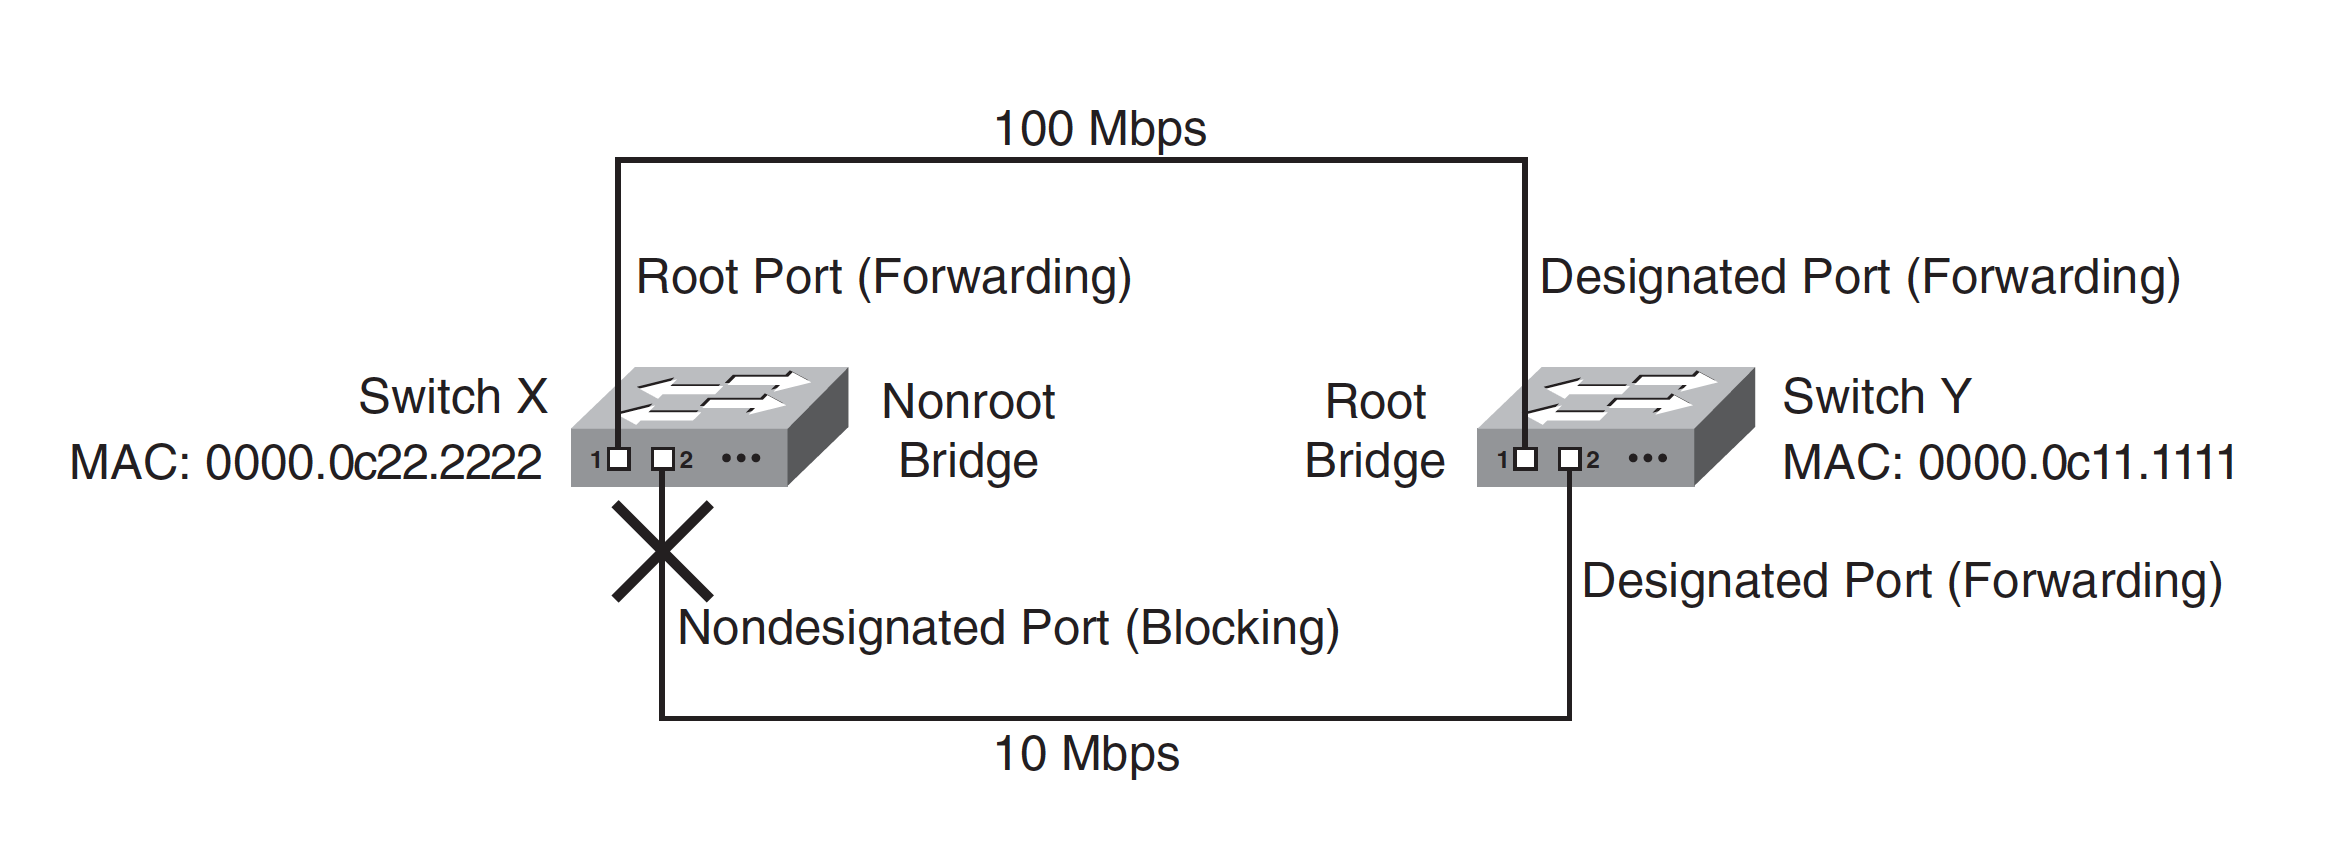 100 Mbps
Root Port (Forwarding)
Designated Port (Forwarding)
Switch X
MAC: 0000.0c22.2222
1
2
Nonroot
Bridge
Root
Bridge
1
2
Switch Y
MAC: 0000.0c11.1111
Nondesignated Port (Blocking)
Designated Port (Forwarding)
10 Mbps